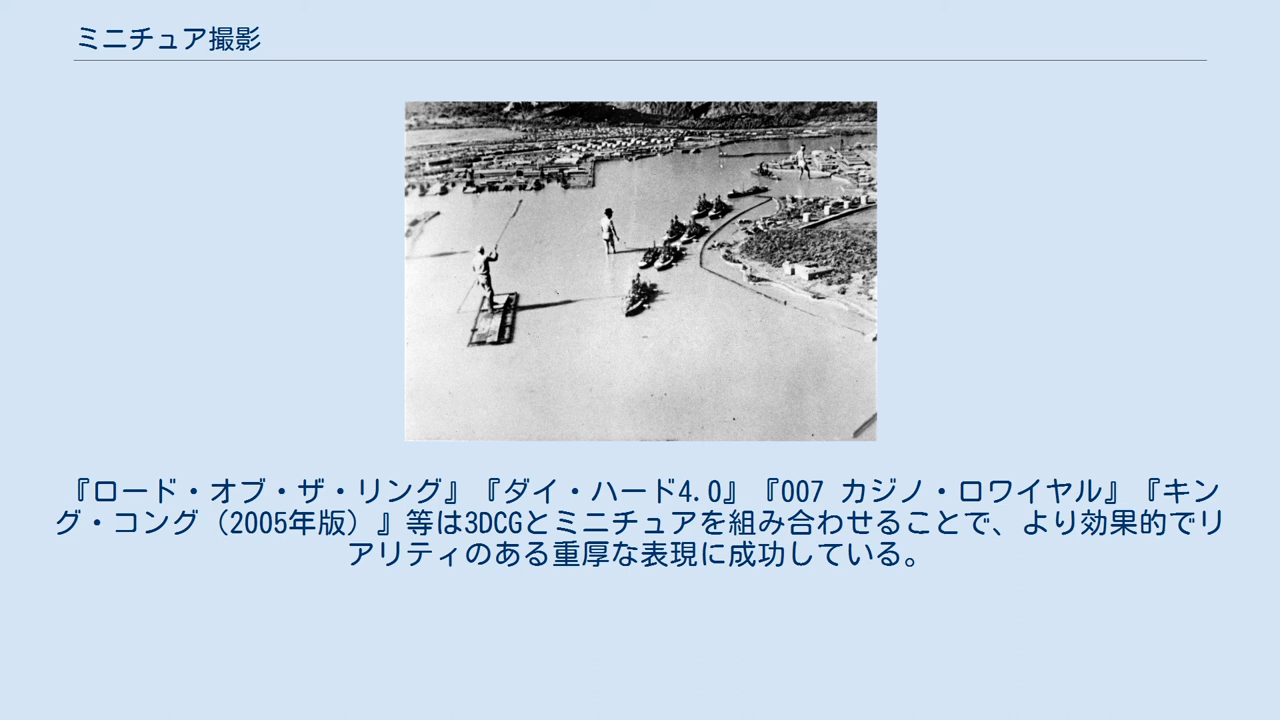 ミニチュア撮影
『ロード・オブ・ザ・リング』『ダイ・ハード4.0』『007 カジノ・ロワイヤル』『キン
グ・コング（2005年版）』等は3DCGとミニチュアを組み合わせることで、より効果的でリ
アリティのある重厚な表現に成功している。